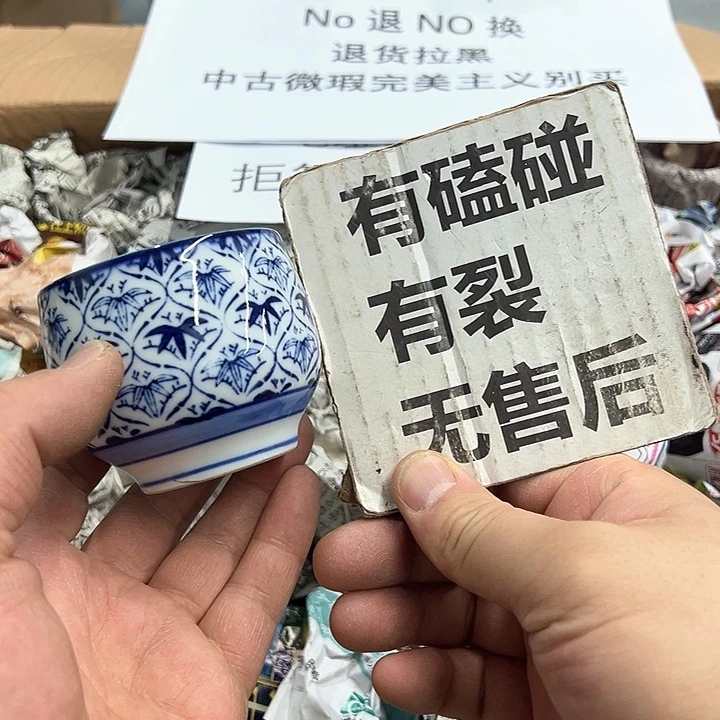 No 退 NO 换
退货拉黑
中古微瑕完美主义别买
拒
有磕碰
有裂
无售后